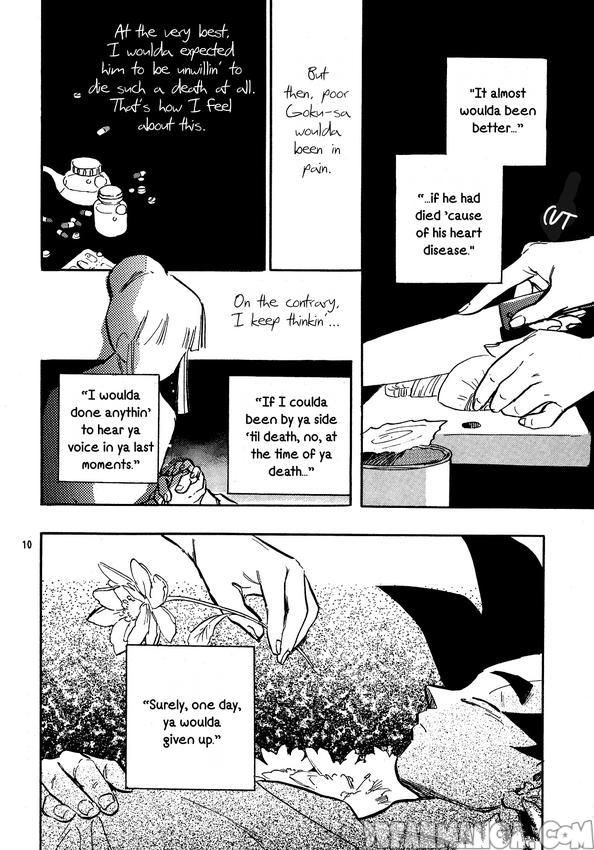 "It almost
woulda been
better..."
"...if he had
died 'cause
of his heart
disease."
CUT
But
then, poor
Goku-sa
woulda
been in
pain.
At the very best,
I woulda expected
him to be unwillin' to
die such a death at all.
That's how I feel
about this.
On the contrary,
I keep thinkin'...
"If I coulda
been by ya side
'til death, no, at
the time of ya
death..."
"I woulda
done anythin'
to hear ya
voice in ya last
moments."
10
"Surely, one day,
ya woulda
given up."